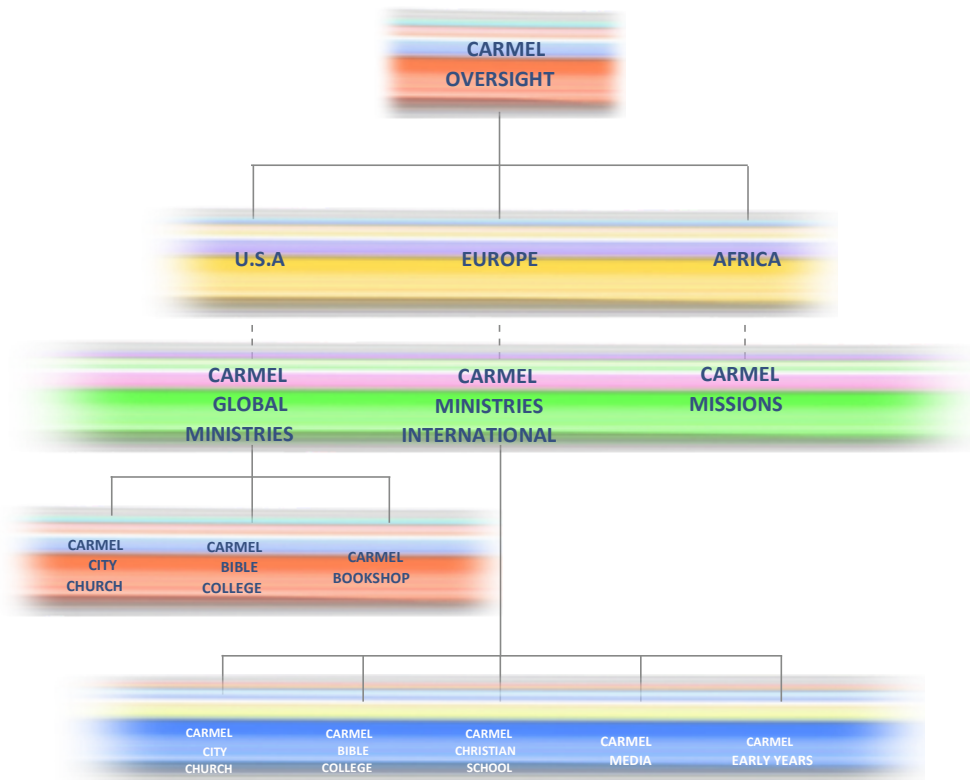 CARMEL
OVERSIGHT
U.S.A
EUROPE
AFRICA
CARMEL
GLOBAL
MINISTRIES
CARMEL
MINISTRIES
INTERNATIONAL
CARMEL
MISSIONS
CARMEL
CITY
CHURCH
CARMEL
BIBLE
COLLEGE
CARMEL
BOOKSHOP
CARMEL
CITY
CHURCH
CARMEL
BIBLE
COLLEGE
CARMEL
CHRISTIAN
SCHOOL
CARMEL
MEDIA
CARMEL
EARLY YEARS